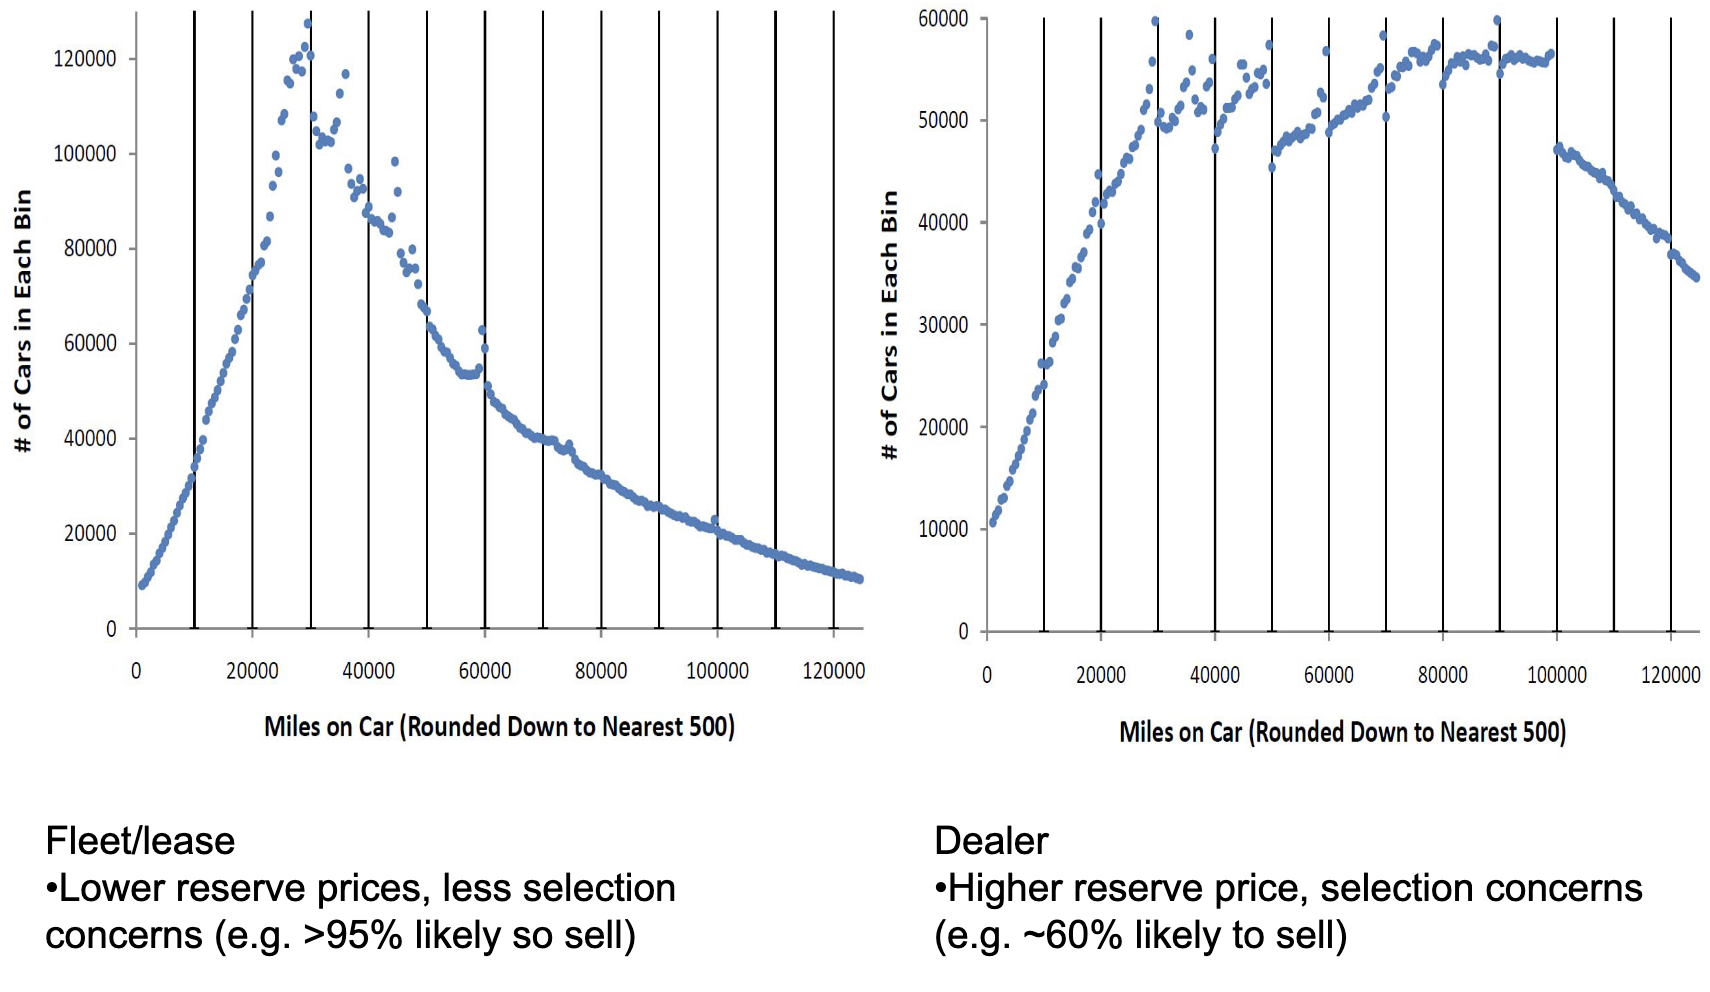 # of Cars in Each Bin
120000
100000
80000
60000
40000
20000
0
0 20000 40000 60000 80000 100000 120000
Miles on Car (Rounded Down to Nearest 500)
# of Cars in Each Bin
60000
50000
40000
30000
20000
10000
0
0 20000 40000 60000 80000 100000 120000
Miles on Car (Rounded Down to Nearest 500)
Fleet/lease
•Lower reserve prices, less selection
concerns (e.g. >95% likely so sell)
Dealer
•Higher reserve price, selection concerns
(e.g. ~60% likely to sell)